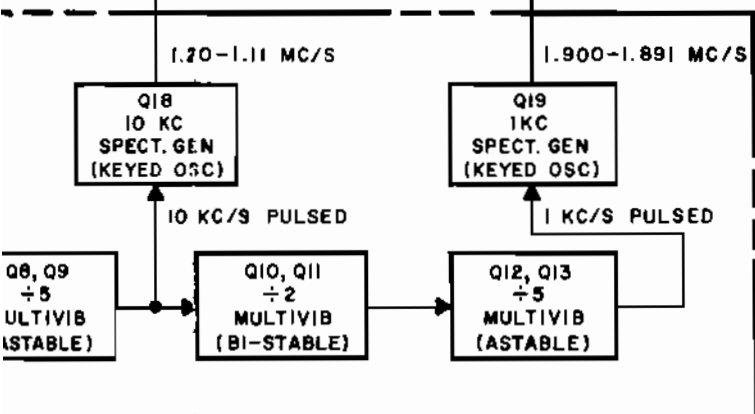 1.20-1.11 MC/S
1.900-1.891 MC/S
Q18
10 KC
SPECT. GEN
(KEYED OSC)
Q19
1KC
SPECT. GEN
(KEYED OSC)
10 KC/S PULSED
1 KC/S PULSED
Q8, Q9
÷5
ULTIVIB
ASTABLE)
Q10, Q11
÷2
MULTIVIB
(BI-STABLE)
Q12, Q13
÷5
MULTIVIB
(ASTABLE)